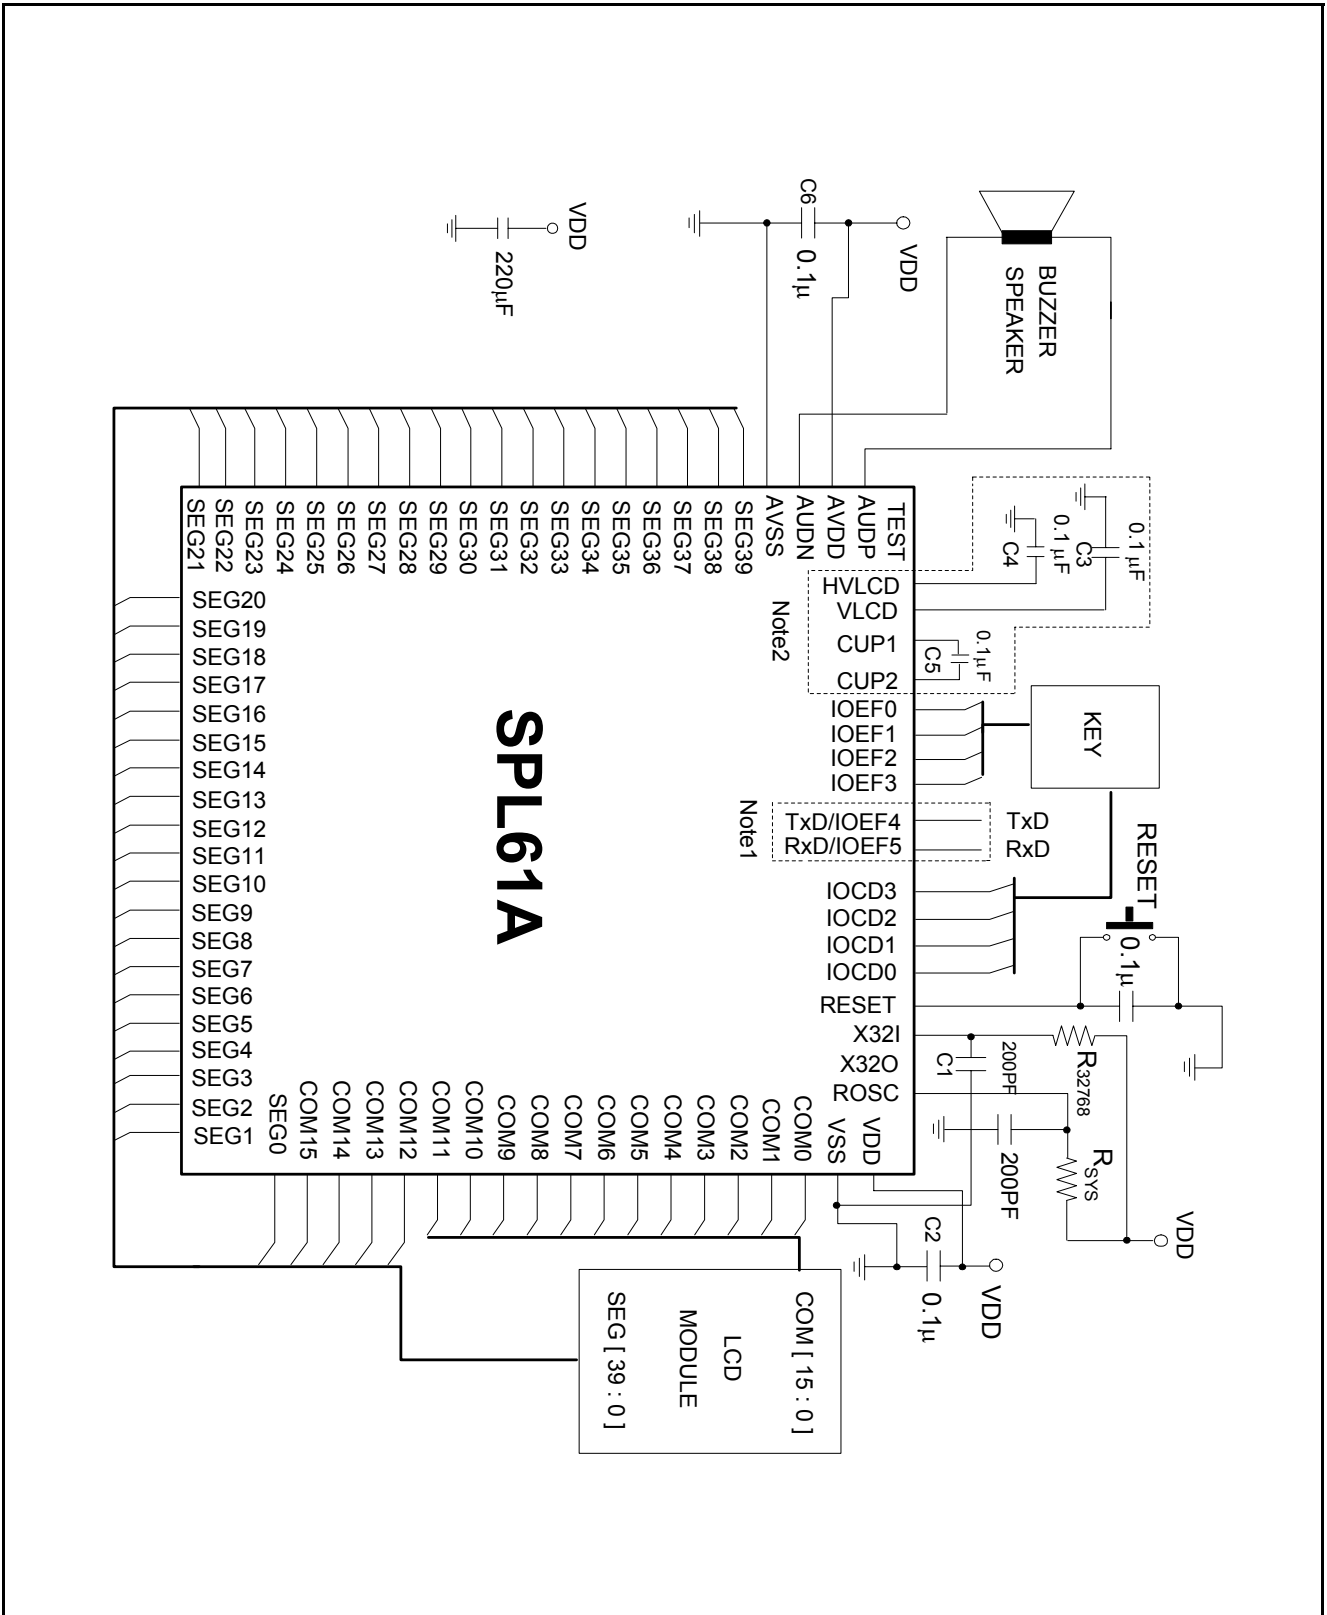 BUZZER
SPEAKER
VDD
C6
0.1µ
VDD
220µF
TEST
AUDP
AVDD
AUDN
AVSS
SEG39
SEG38
SEG37
SEG36
SEG35
SEG34
SEG33
SEG32
SEG31
SEG30
SEG29
SEG28
SEG27
SEG26
SEG25
SEG24
SEG23
SEG22
SEG21
0.1 µF
C3
0.1 µF
C4
HVLCD
VLCD
CUP1
CUP2
0.1µF
C5
Note2
IOEF0
IOEF1
IOEF2
IOEF3
KEY
TxD/IOEF4 TxD
RxD/IOEF5 RxD
Note1
IOCD3
IOCD2
IOCD1
IOCD0
RESET
RESET
0.1µ
X32I
X32O
ROSC
200PF
C1
R32768
200PF
RSYS
VDD
SPL61A
SEG20
SEG19
SEG18
SEG17
SEG16
SEG15
SEG14
SEG13
SEG12
SEG11
SEG10
SEG9
SEG8
SEG7
SEG6
SEG5
SEG4
SEG3
SEG2
SEG1
VDD
VSS
COM0
COM1
COM2
COM3
COM4
COM5
COM6
COM7
COM8
COM9
COM10
COM11
COM12
COM13
COM14
COM15
SEG0
VDD
C2
0.1µ
COM [ 15 : 0 ]
LCD
MODULE
SEG [ 39 : 0 ]